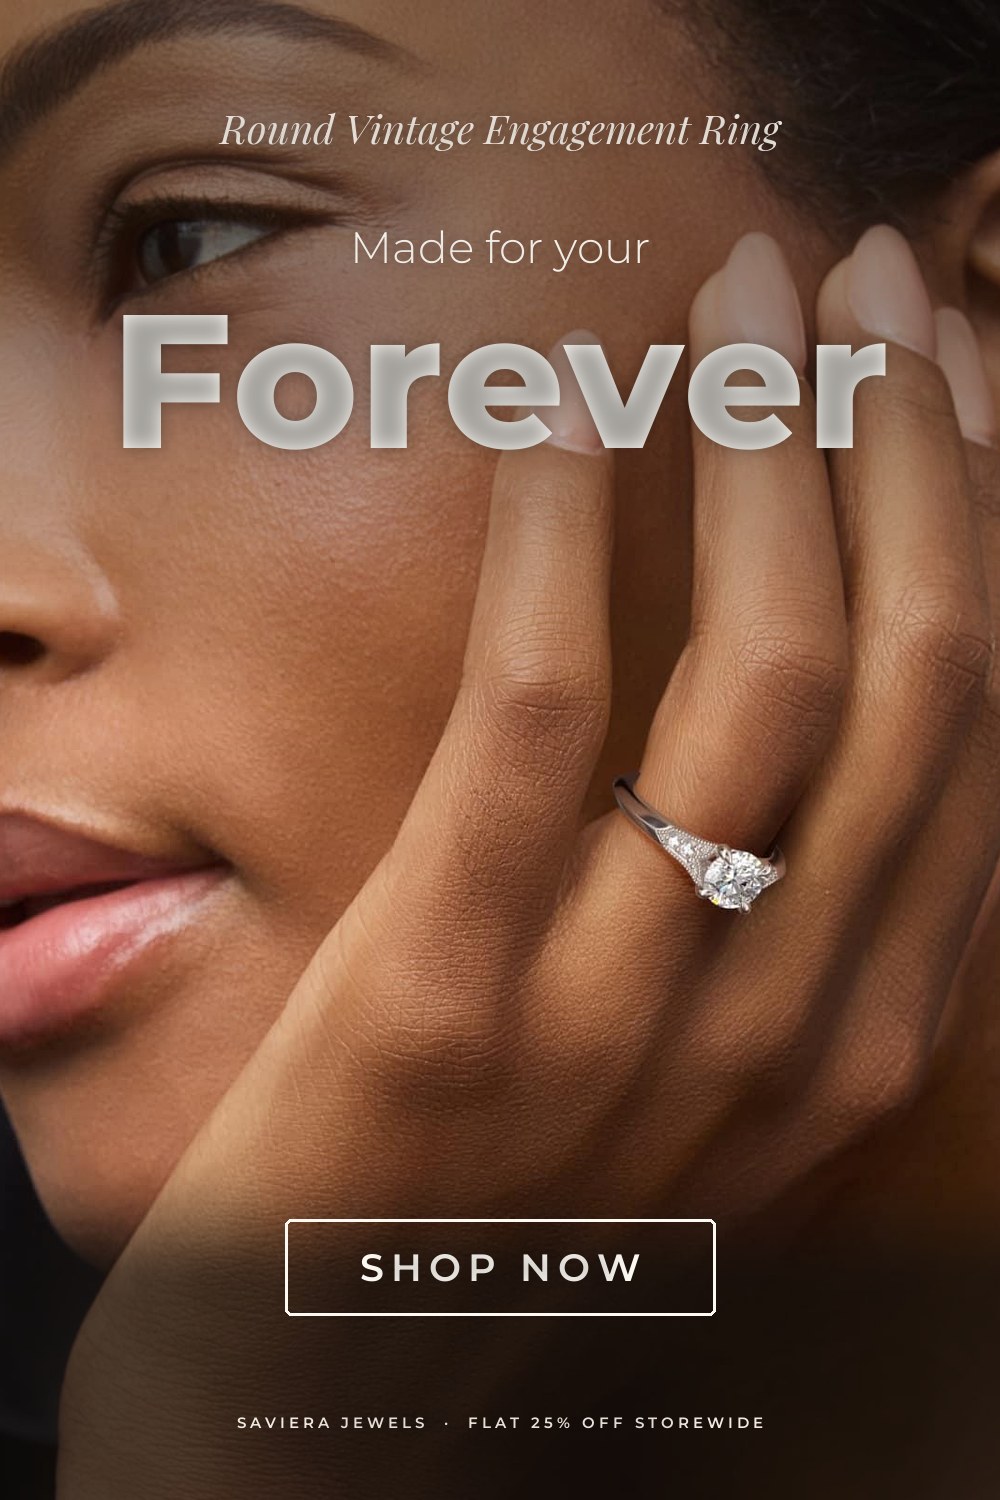 Round Vintage Engagement Ring
Made for your
Forever
SHOP NOW
SAVIERA JEWELS · FLAT 25% OFF STOREWIDE